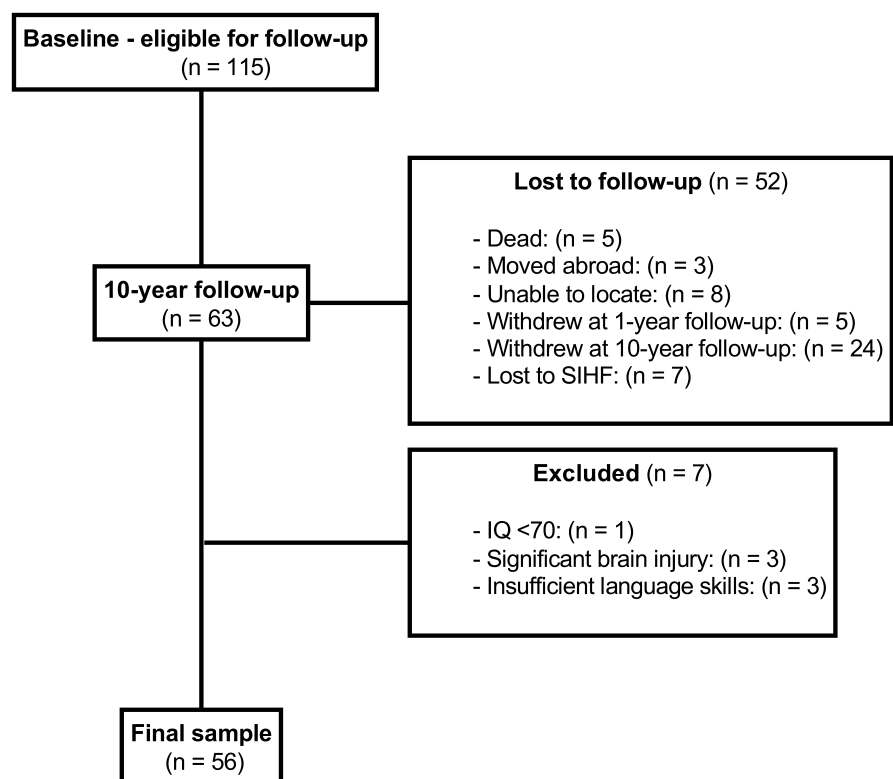 Baseline - eligible for follow-up
(n = 115)
Lost to follow-up (n = 52)
- Dead: (n = 5)
- Moved abroad: (n = 3)
- Unable to locate: (n = 8)
- Withdrew at 1-year follow-up: (n = 5)
- Withdrew at 10-year follow-up: (n = 24)
- Lost to SIHF: (n = 7)
10-year follow-up
(n = 63)
Excluded (n = 7)
- IQ <70: (n = 1)
- Significant brain injury: (n = 3)
- Insufficient language skills: (n = 3)
Final sample
(n = 56)